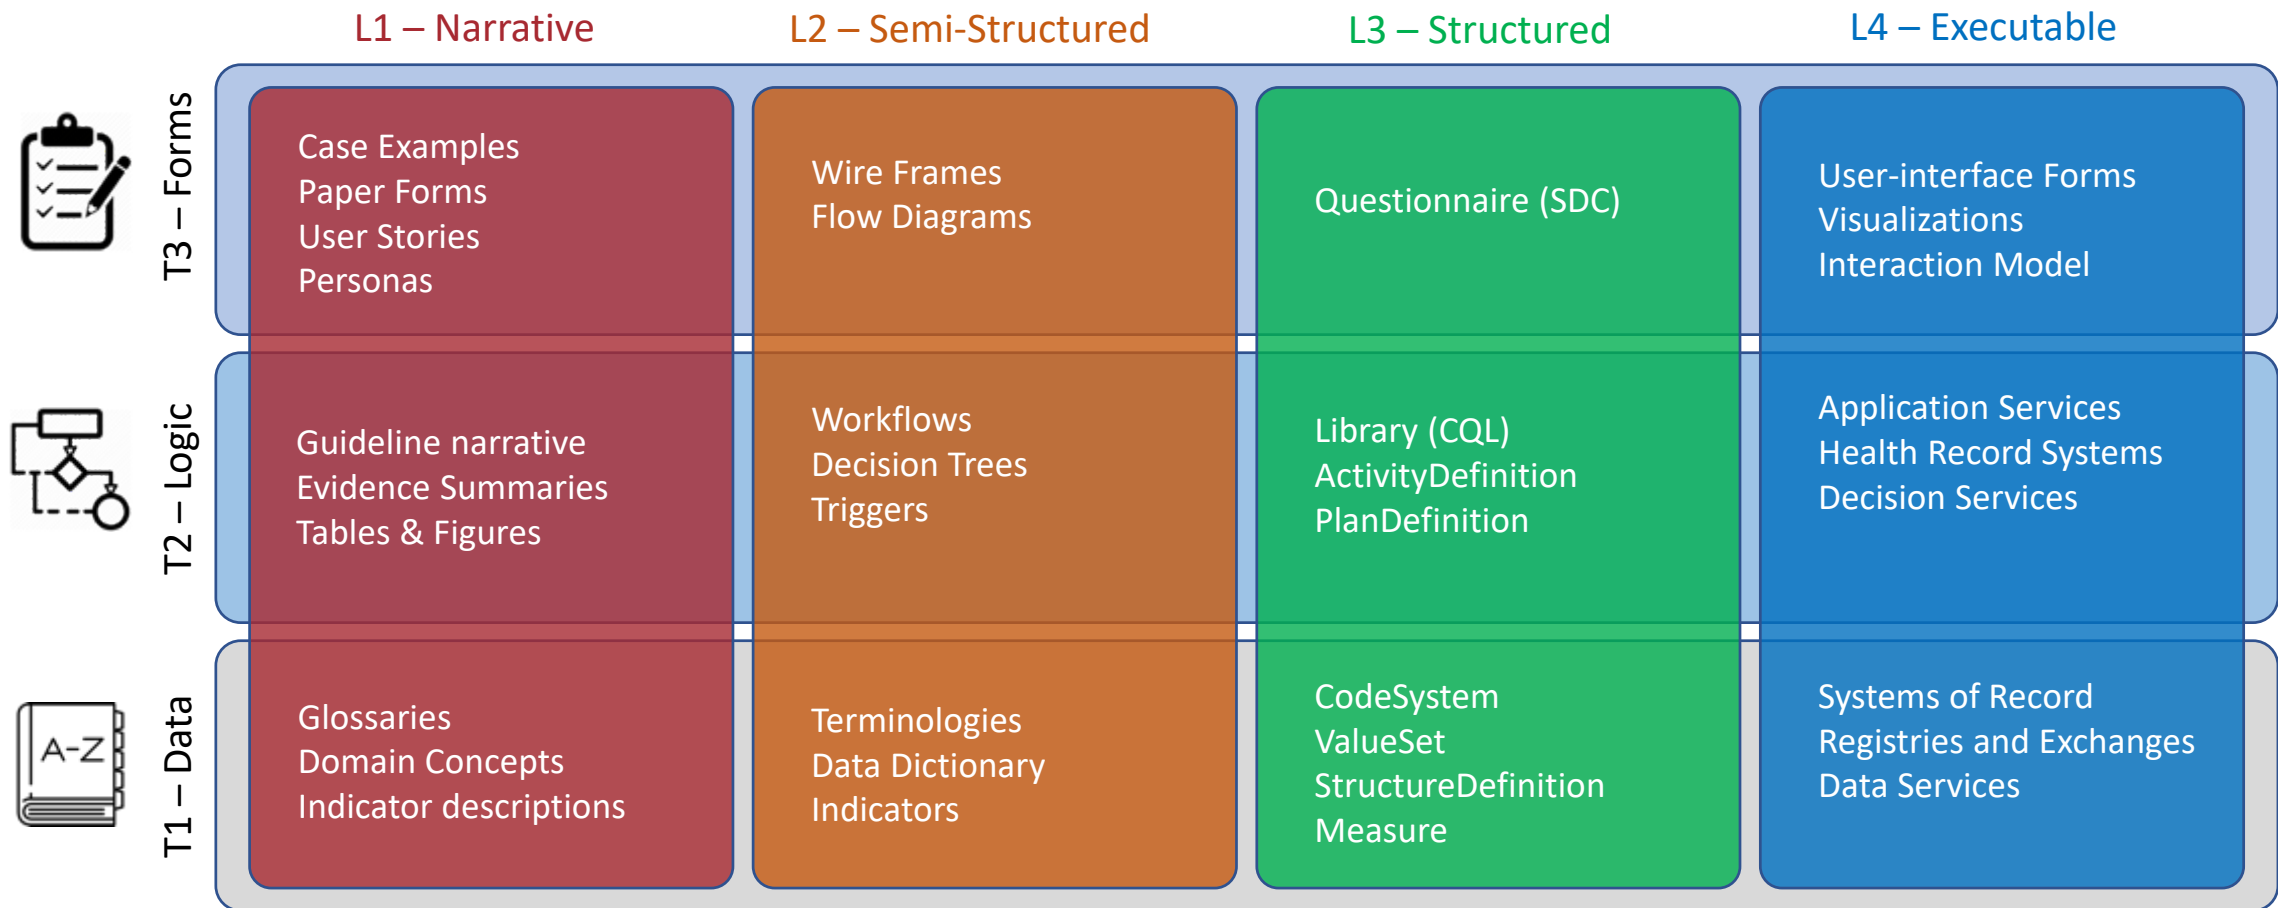 L1 – Narrative
L2 – Semi-Structured
L3 – Structured
L4 – Executable
T3 – Forms
Case Examples
Paper Forms
User Stories
Personas
Wire Frames
Flow Diagrams
Questionnaire (SDC)
User-interface Forms
Visualizations
Interaction Model
T2 – Logic
Guideline narrative
Evidence Summaries
Tables & Figures
Workflows
Decision Trees
Triggers
Library (CQL)
ActivityDefinition
PlanDefinition
Application Services
Health Record Systems
Decision Services
T1 – Data
A-Z
Glossaries
Domain Concepts
Indicator descriptions
Terminologies
Data Dictionary
Indicators
CodeSystem
ValueSet
StructureDefinition
Measure
Systems of Record
Registries and Exchanges
Data Services